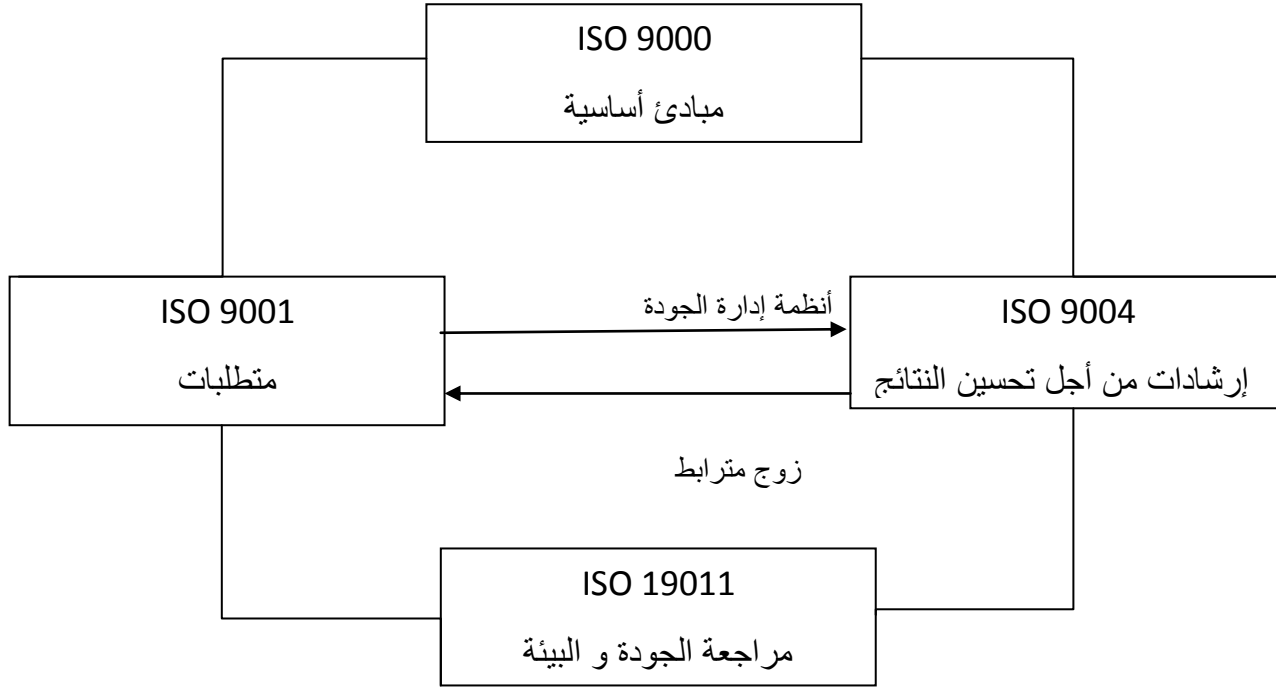 ISO 9000
مبادئ أساسية
ISO 9001
متطلبات
أنظمة إدارة الجودة
ISO 9004
إرشادات من أجل تحسين النتائج
زوج مترابط
ISO 19011
مراجعة الجودة و البيئة